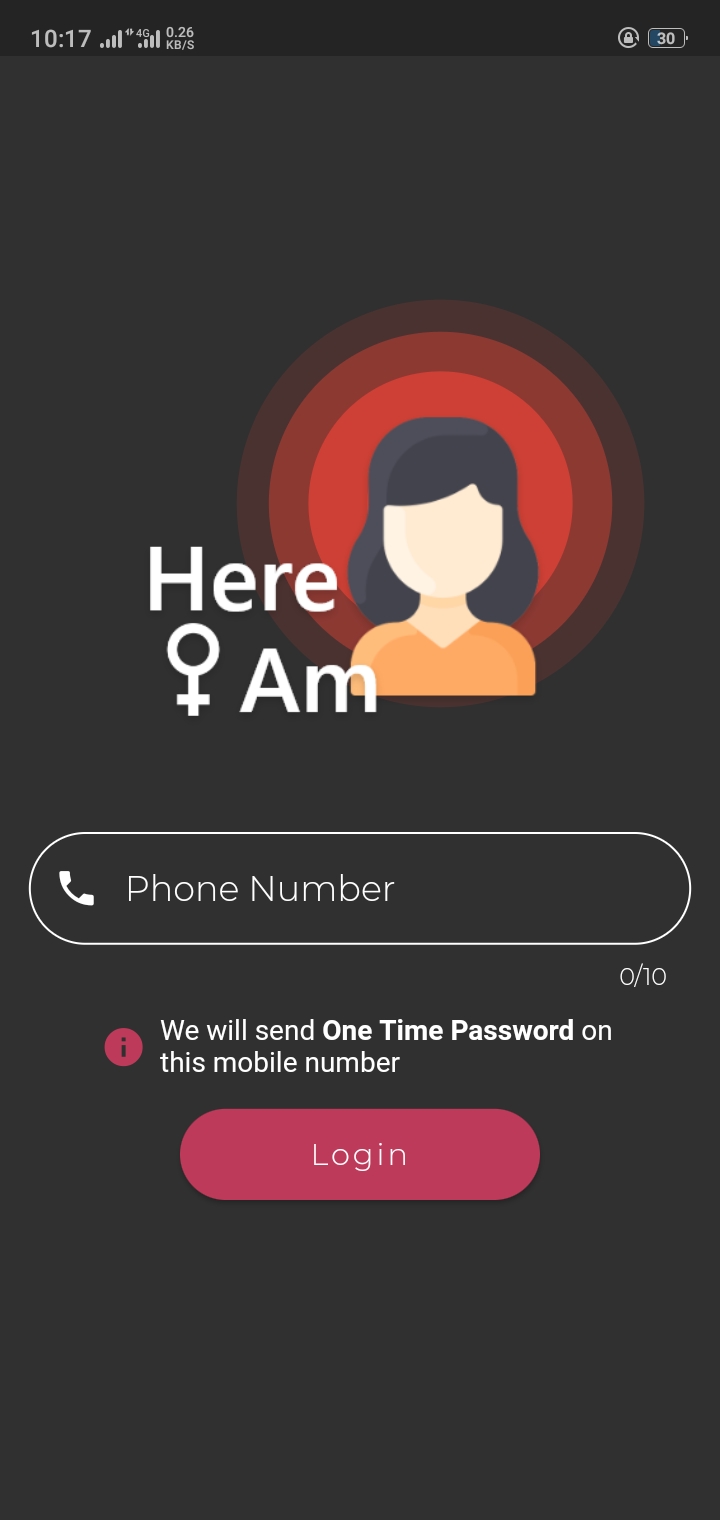 10:17 4G 0.26 KB/S 30
Here
♀ Am
Phone Number
0/10
We will send One Time Password on
this mobile number
Login